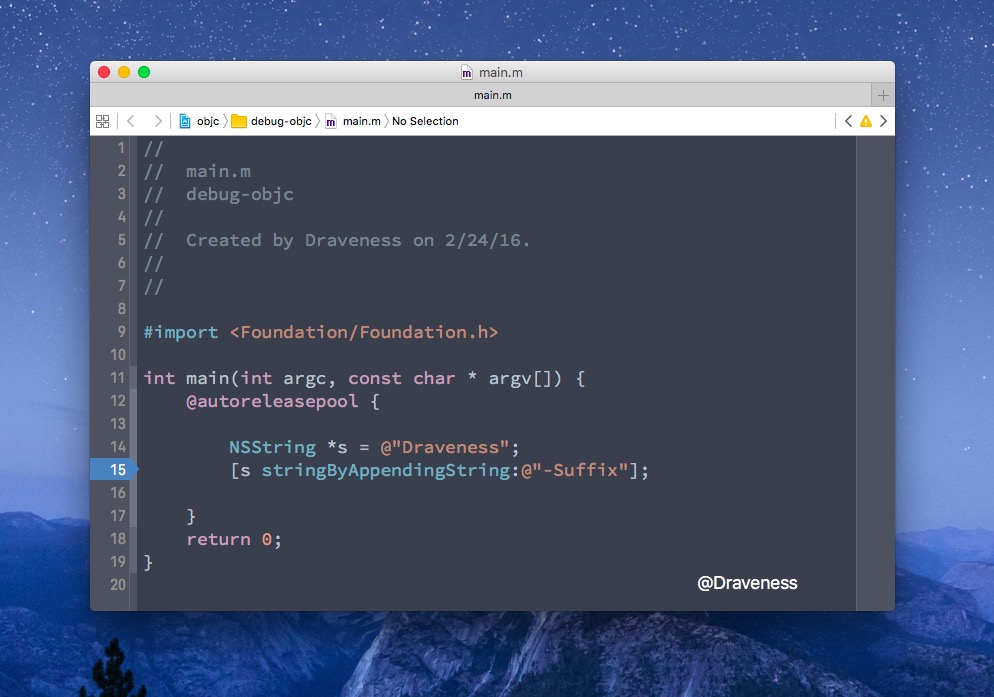 main.m
main.m
objc debug-objc main.m No Selection
1 //
2 //  main.m
3 //  debug-objc
4 //
5 //  Created by Draveness on 2/24/16.
6 //
7 //
8
9 #import <Foundation/Foundation.h>
10
11 int main(int argc, const char * argv[]) {
12     @autoreleasepool {
13
14         NSString *s = @"Draveness";
15         [s stringByAppendingString:@"-Suffix"];
16
17     }
18     return 0;
19 }
20
@Draveness